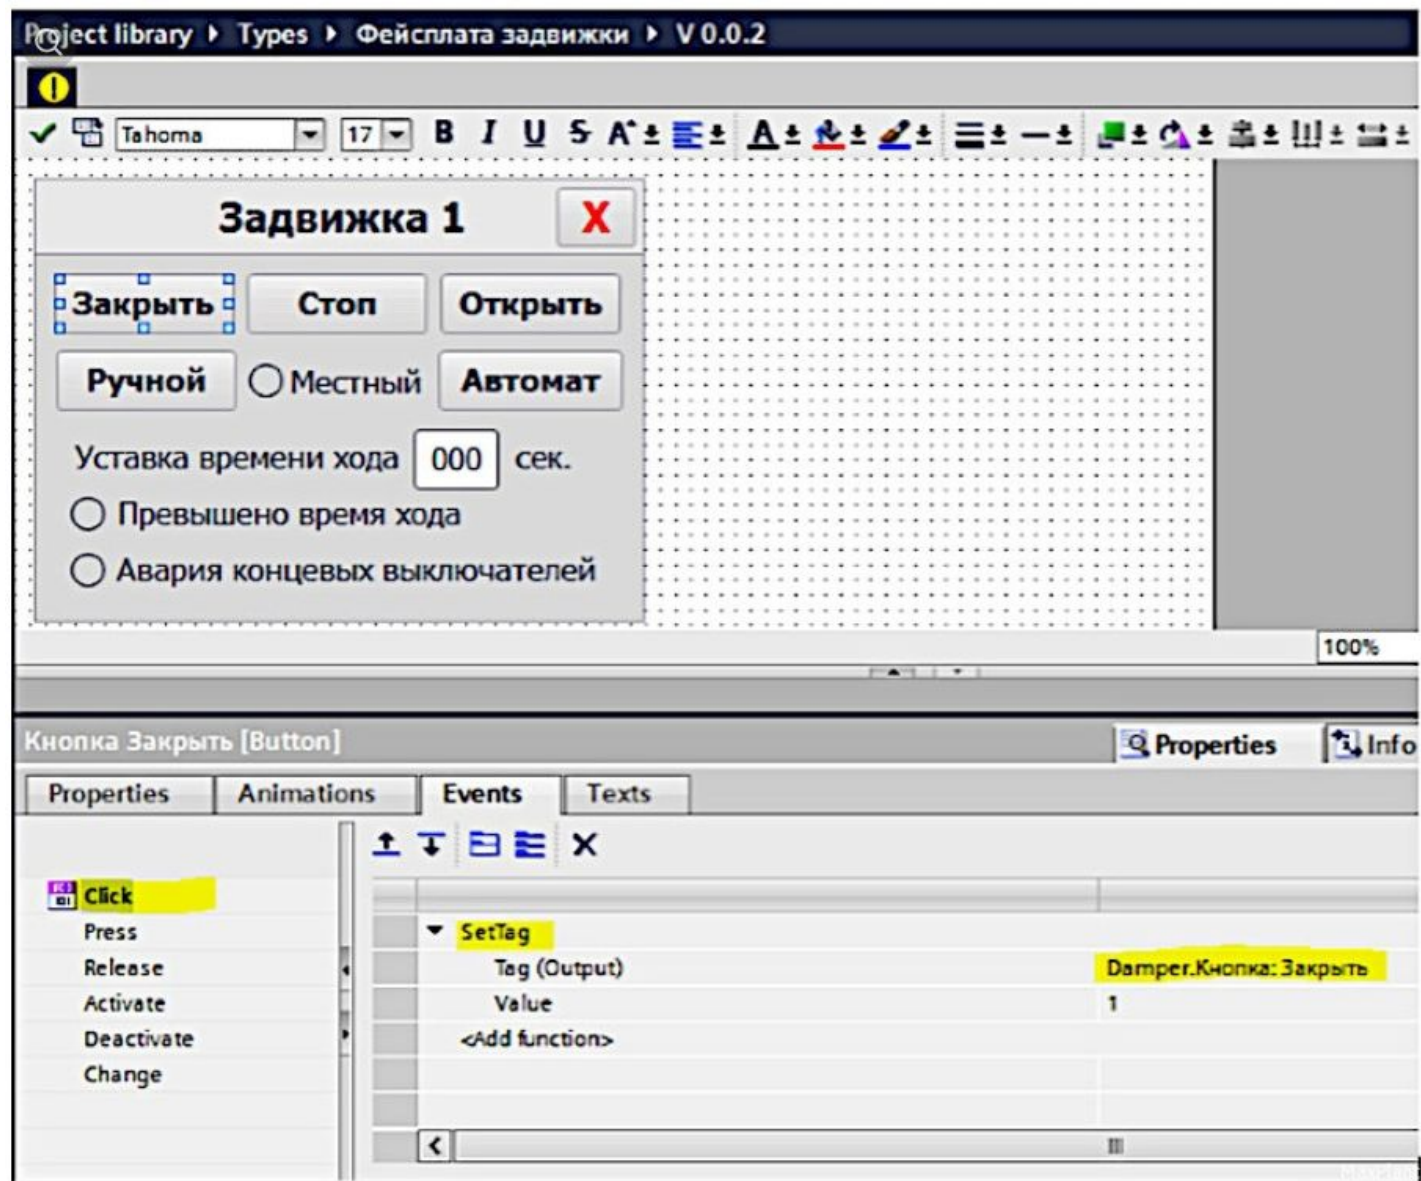 Project library ▸ Types ▸ Фейсплата задвижки ▸ V 0.0.2
Tahoma 17 B I U S A A
Задвижка 1 X
Закрыть Стоп Открыть
Ручной Местный Автомат
Уставка времени хода 000 сек.
Превышено время хода
Авария концевых выключателей
100%
Кнопка Закрыть [Button] Properties Info
Properties Animations Events Texts
Click
Press SetTag
Release Tag (Output) Damper.Кнопка: Закрыть
Activate Value 1
Deactivate <Add function>
Change